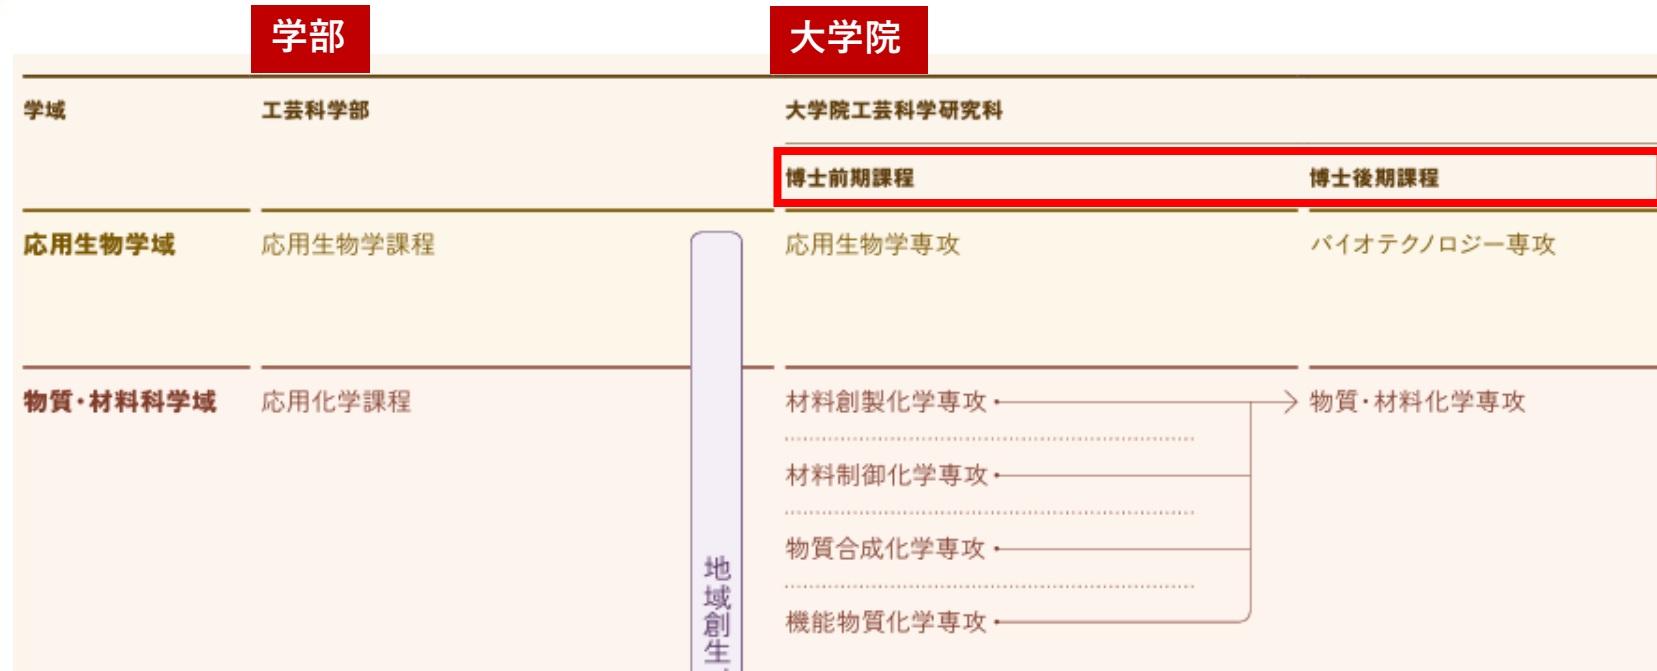 学部
大学院
学域
工芸科学部
大学院工芸科学研究科
博士前期課程
博士後期課程
応用生物学域
応用生物学課程
応用生物学専攻
バイオテクノロジー専攻
物質・材料科学域
応用化学課程
材料創製化学専攻
物質・材料化学専攻
材料制御化学専攻
物質合成化学専攻
機能物質化学専攻
地域創生